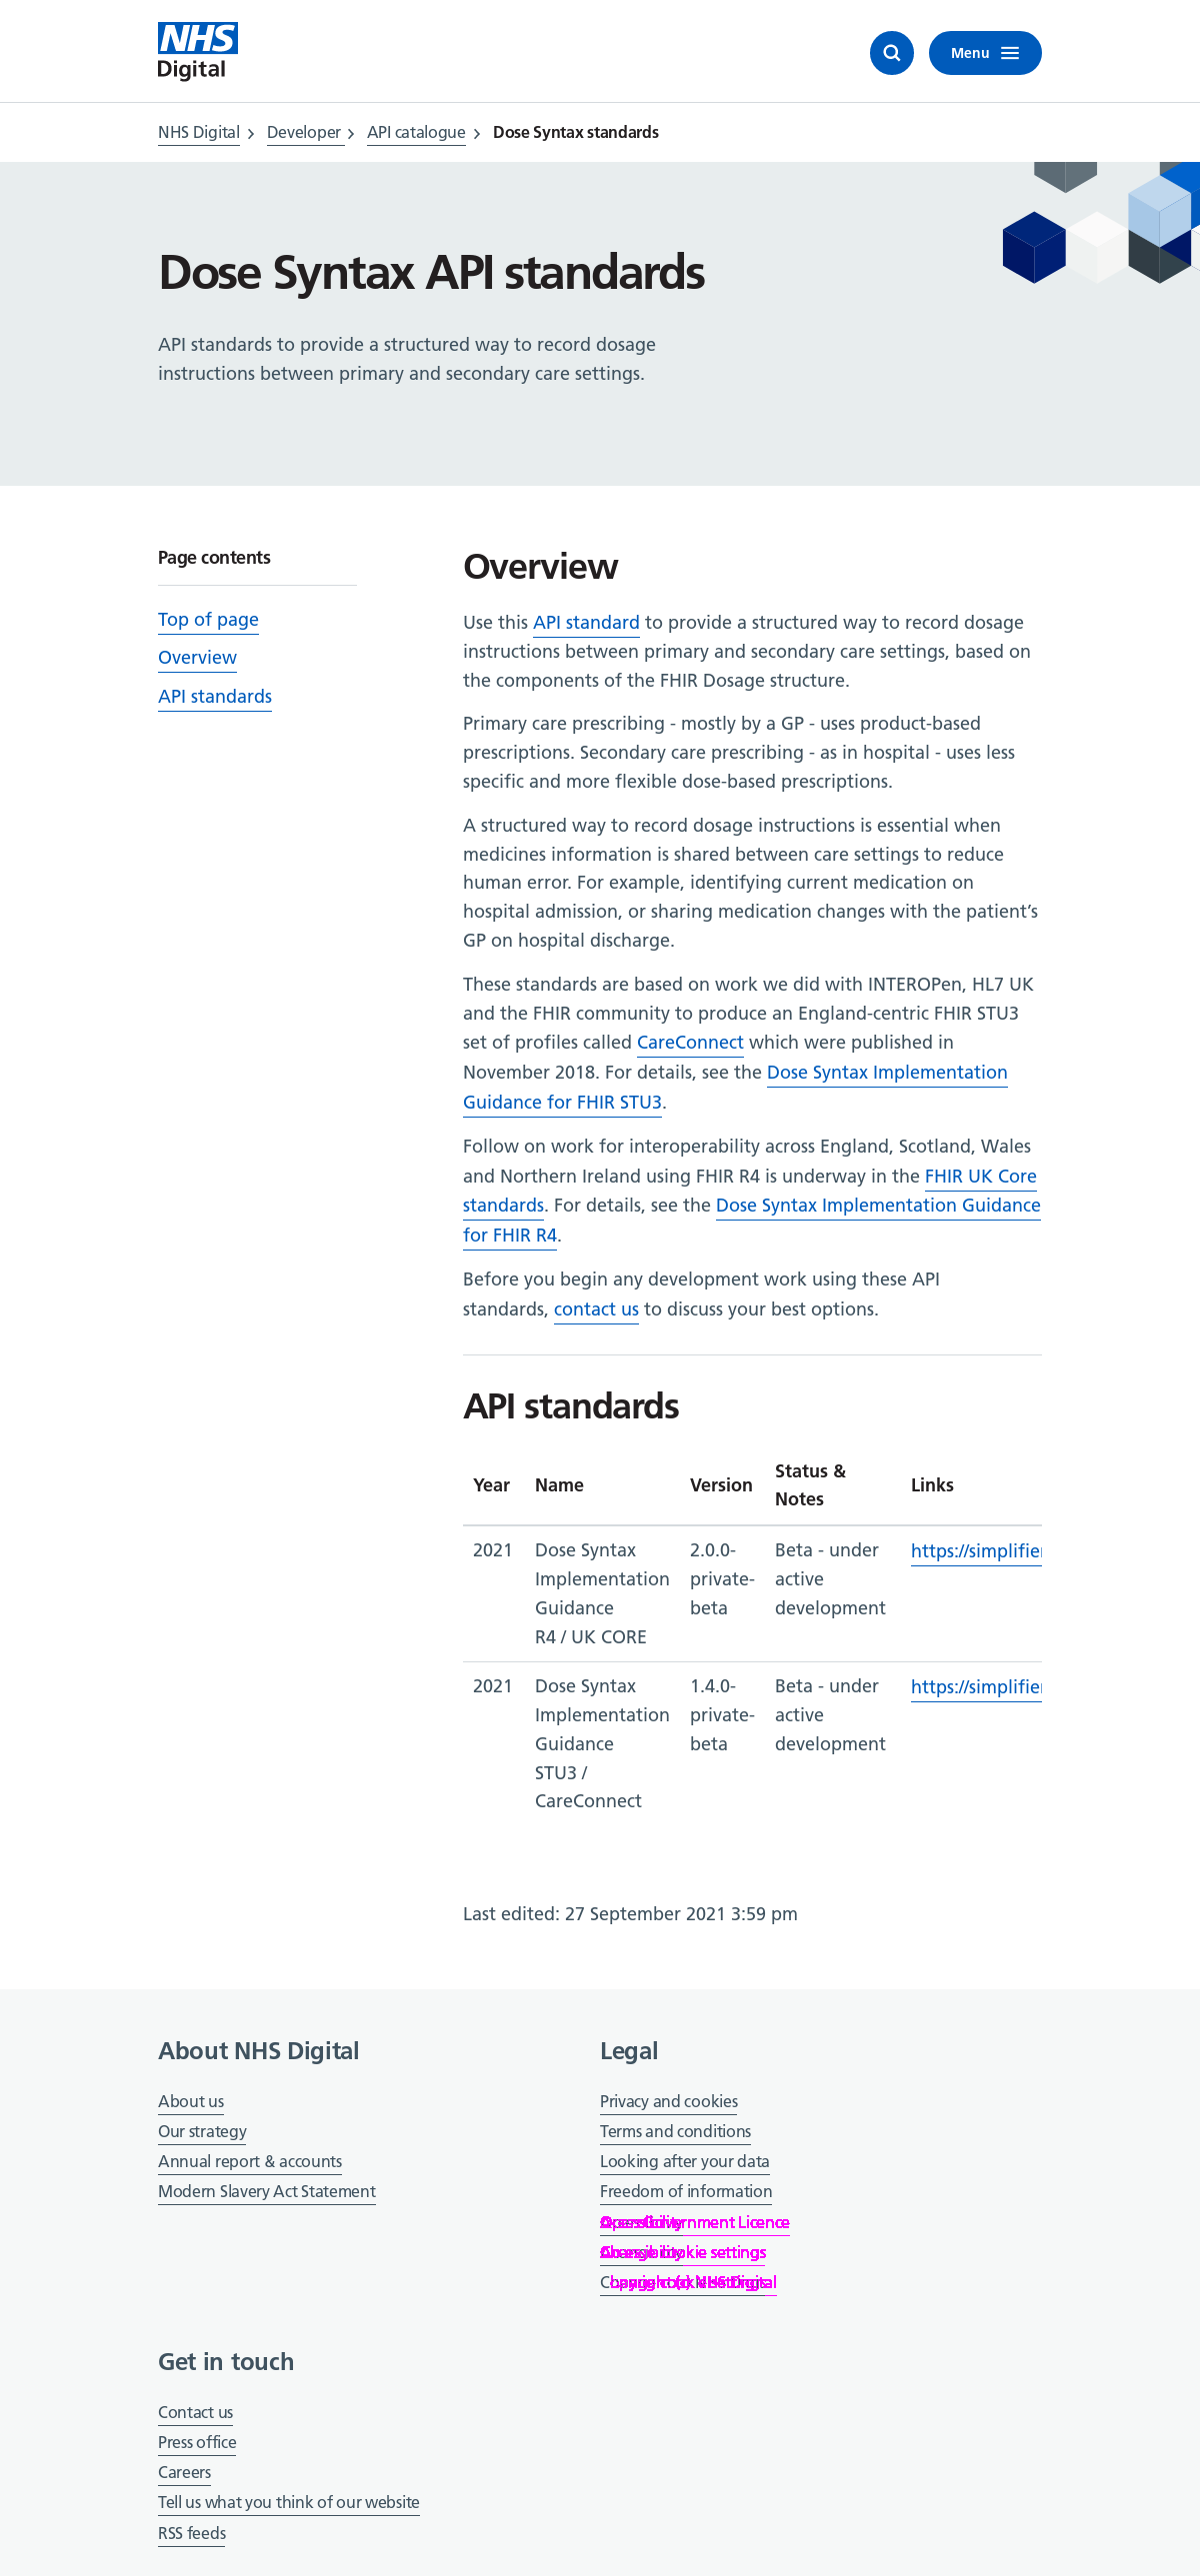 NHS
Digital
Menu
NHS Digital > Developer > API catalogue > Dose Syntax standards
Dose Syntax API standards
API standards to provide a structured way to record dosage
instructions between primary and secondary care settings.
Page contents
Top of page
Overview
API standards
Overview
Use this API standard to provide a structured way to record dosage
instructions between primary and secondary care settings, based on
the components of the FHIR Dosage structure.
Primary care prescribing - mostly by a GP - uses product-based
prescriptions. Secondary care prescribing - as in hospital - uses less
specific and more flexible dose-based prescriptions.
A structured way to record dosage instructions is essential when
medicines information is shared between care settings to reduce
human error. For example, identifying current medication on
hospital admission, or sharing medication changes with the patient’s
GP on hospital discharge.
These standards are based on work we did with INTEROPen, HL7 UK
and the FHIR community to produce an England-centric FHIR STU3
set of profiles called CareConnect which were published in
November 2018. For details, see the Dose Syntax Implementation
Guidance for FHIR STU3.
Follow on work for interoperability across England, Scotland, Wales
and Northern Ireland using FHIR R4 is underway in the FHIR UK Core
standards. For details, see the Dose Syntax Implementation Guidance
for FHIR R4.
Before you begin any development work using these API
standards, contact us to discuss your best options.
API standards
Year Name Version Status & Notes Links
2021 Dose Syntax Implementation Guidance R4 / UK CORE 2.0.0-private-beta Beta - under active development https://simplifier
2021 Dose Syntax Implementation Guidance STU3 / CareConnect 1.4.0-private-beta Beta - under active development https://simplifier
Last edited: 27 September 2021 3:59 pm
About NHS Digital
About us
Our strategy
Annual report & accounts
Modern Slavery Act Statement
Legal
Privacy and cookies
Terms and conditions
Looking after your data
Freedom of information
Get in touch
Contact us
Press office
Careers
Tell us what you think of our website
RSS feeds